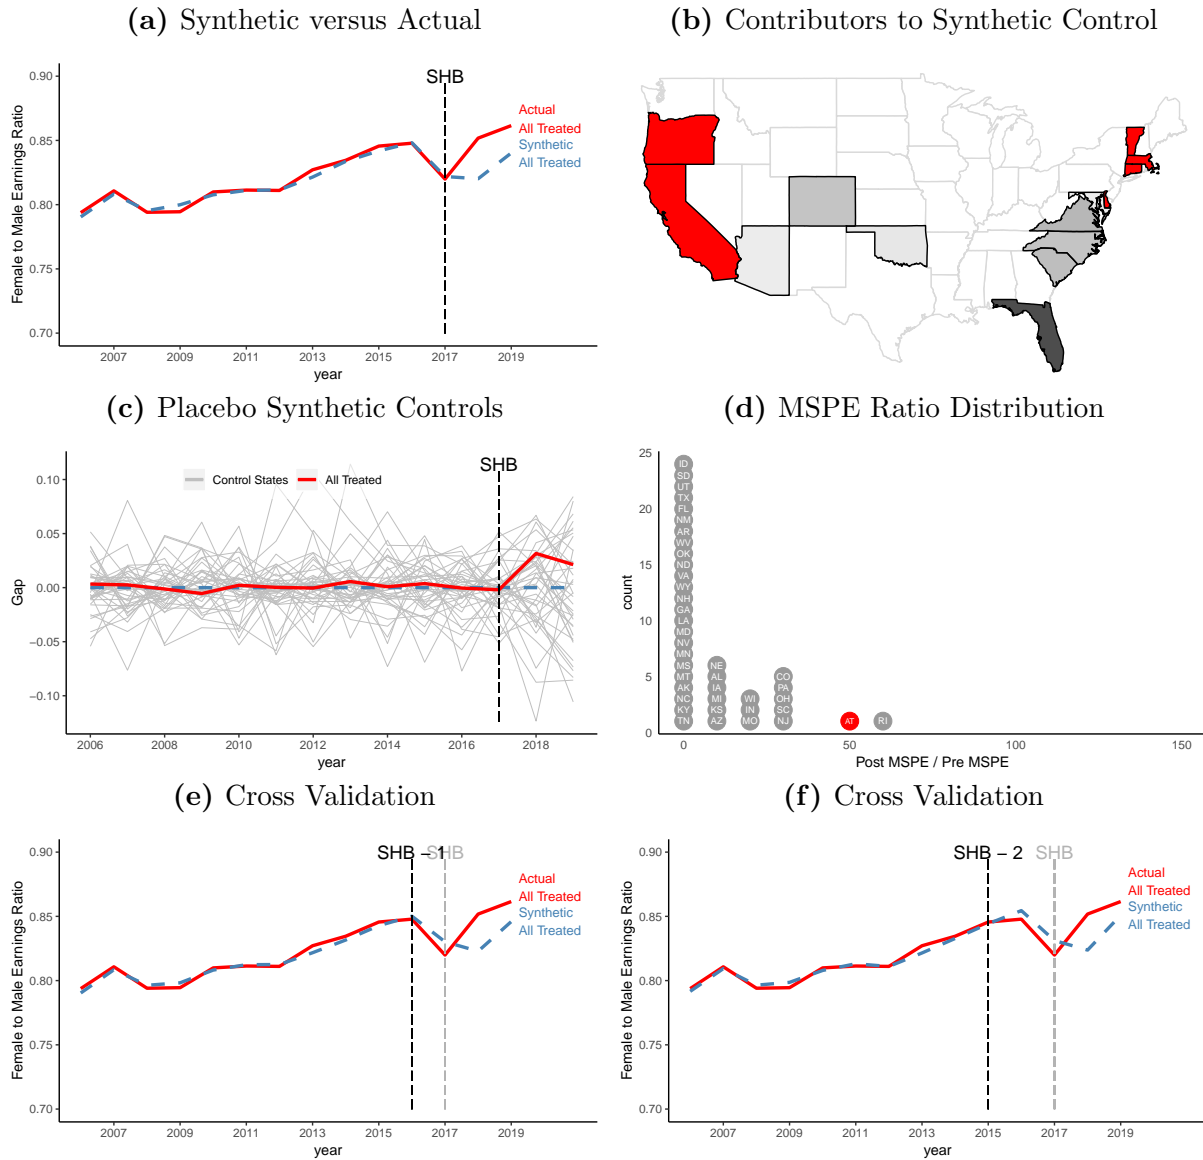 (a) Synthetic versus Actual
Female to Male Earnings Ratio
0.90
0.85
0.80
0.75
0.70
SHB
Actual
All Treated
Synthetic
All Treated
2007 2009 2011 2013 2015 2017 2019
year
(b) Contributors to Synthetic Control
(c) Placebo Synthetic Controls
Gap
0.10
0.05
0.00
−0.05
−0.10
Control States All Treated
SHB
2006 2008 2010 2012 2014 2016 2018
year
(d) MSPE Ratio Distribution
count
25
20
15
10
5
0
ID
SD
UT
TX
FL
NM
AR
WV
OK
ND
VA
WY
NH
GA
LA
MD
NV
MN
MS
MT
AK
NC
KY
TN
NE
AL
IA
MI
KS
AZ
WI
IN
MO
CO
PA
OH
SC
NJ
AT
RI
0 50 100 150
Post MSPE / Pre MSPE
(e) Cross Validation
Female to Male Earnings Ratio
0.90
0.85
0.80
0.75
0.70
SHB − 1 SHB
Actual
All Treated
Synthetic
All Treated
2007 2009 2011 2013 2015 2017 2019
year
(f) Cross Validation
Female to Male Earnings Ratio
0.90
0.85
0.80
0.75
0.70
SHB − 2 SHB
Actual
All Treated
Synthetic
All Treated
2007 2009 2011 2013 2015 2017 2019
year